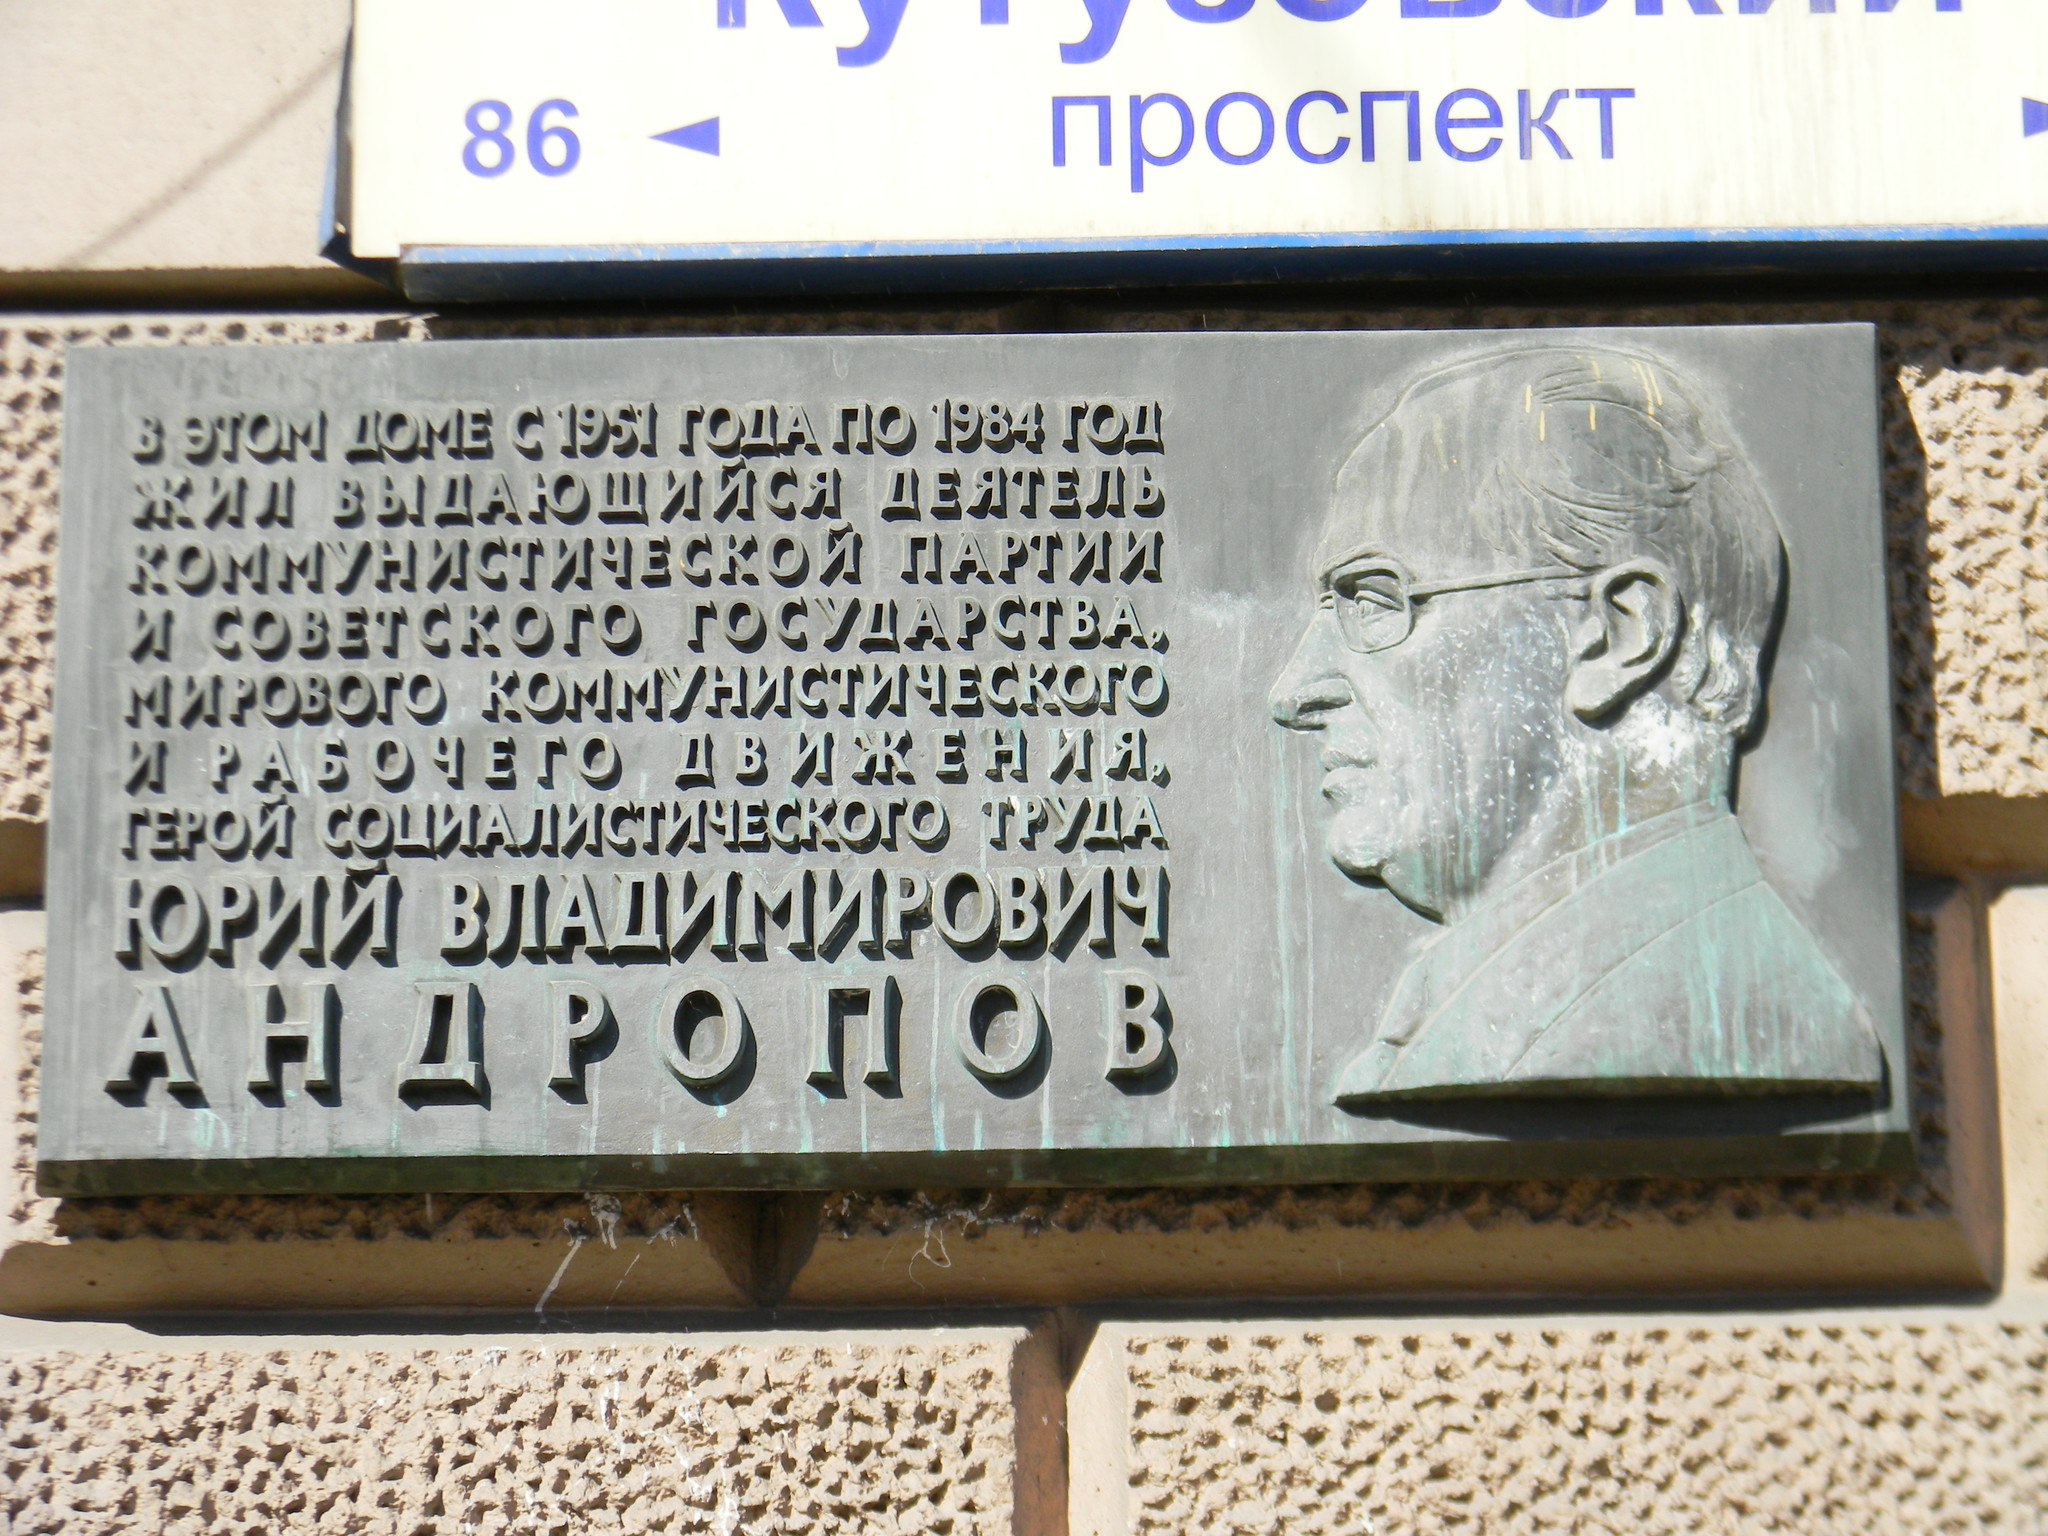 Кутузовский
86 проспект
В ЭТОМ ДОМЕ С 1951 ГОДА ПО 1984 ГОД
ЖИЛ ВЫДАЮЩИЙСЯ ДЕЯТЕЛЬ
КОММУНИСТИЧЕСКОЙ ПАРТИИ
И СОВЕТСКОГО ГОСУДАРСТВА,
МИРОВОГО КОММУНИСТИЧЕСКОГО
И РАБОЧЕГО ДВИЖЕНИЯ,
ГЕРОЙ СОЦИАЛИСТИЧЕСКОГО ТРУДА
ЮРИЙ ВЛАДИМИРОВИЧ
АНДРОПОВ